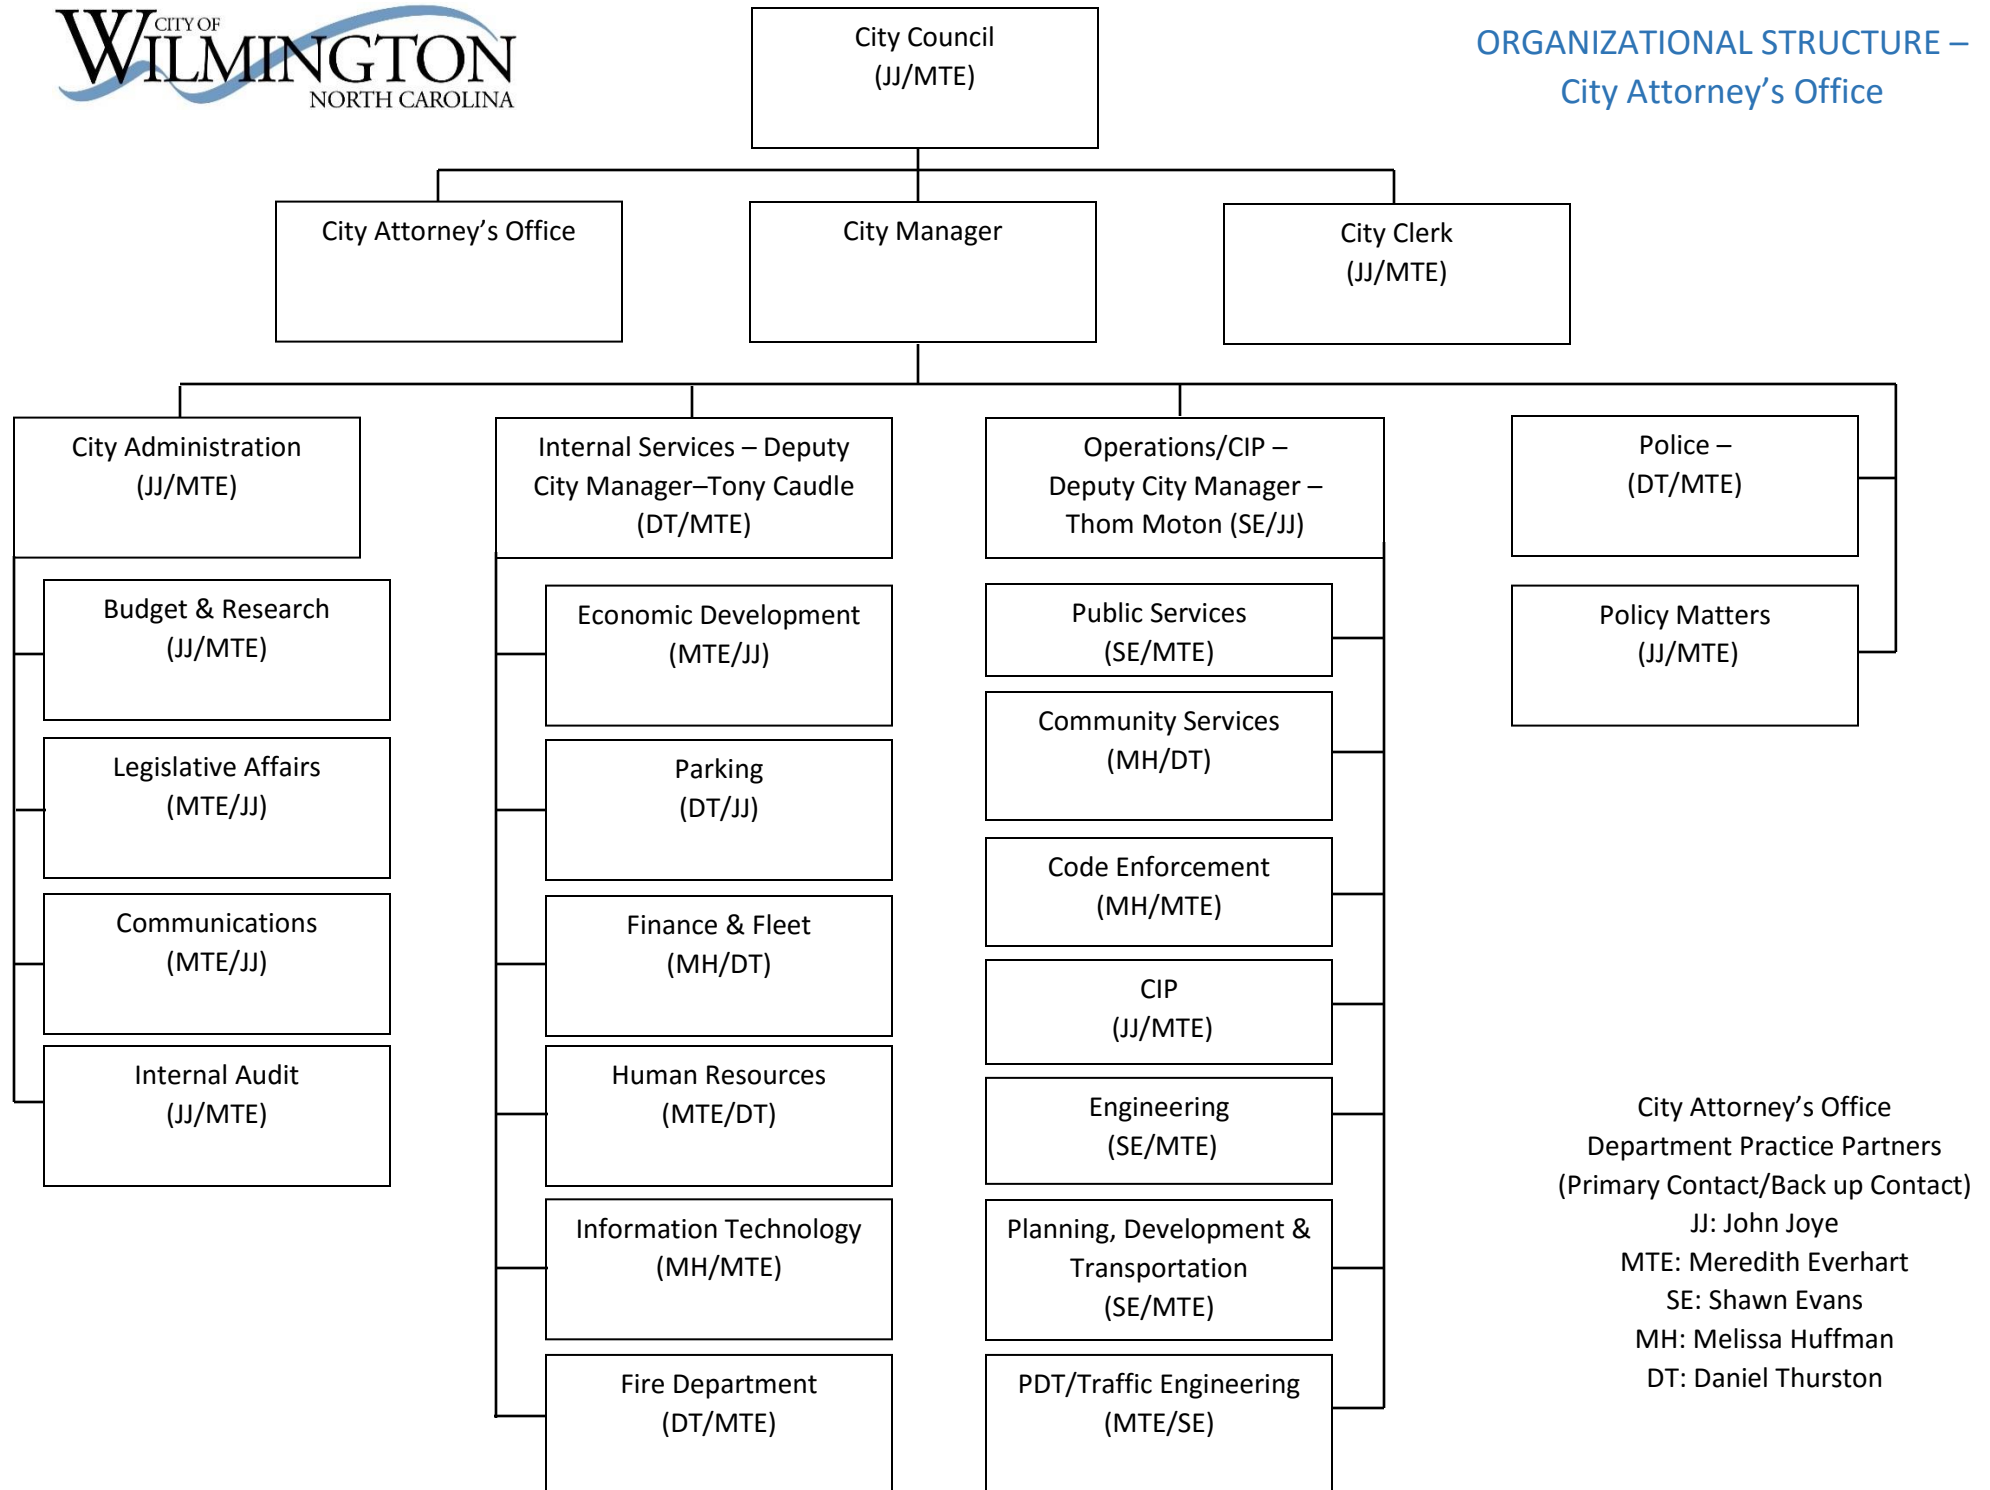 CITY OF
WILMINGTON
NORTH CAROLINA
ORGANIZATIONAL STRUCTURE –
City Attorney’s Office
City Council
(JJ/MTE)
City Attorney’s Office
City Manager
City Clerk
(JJ/MTE)
City Administration
(JJ/MTE)
Budget & Research
(JJ/MTE)
Legislative Affairs
(MTE/JJ)
Communications
(MTE/JJ)
Internal Audit
(JJ/MTE)
Internal Services – Deputy
City Manager–Tony Caudle
(DT/MTE)
Economic Development
(MTE/JJ)
Parking
(DT/JJ)
Finance & Fleet
(MH/DT)
Human Resources
(MTE/DT)
Information Technology
(MH/MTE)
Fire Department
(DT/MTE)
Operations/CIP –
Deputy City Manager –
Thom Moton (SE/JJ)
Public Services
(SE/MTE)
Community Services
(MH/DT)
Code Enforcement
(MH/MTE)
CIP
(JJ/MTE)
Engineering
(SE/MTE)
Planning, Development &
Transportation
(SE/MTE)
PDT/Traffic Engineering
(MTE/SE)
Police –
(DT/MTE)
Policy Matters
(JJ/MTE)
City Attorney’s Office
Department Practice Partners
(Primary Contact/Back up Contact)
JJ: John Joye
MTE: Meredith Everhart
SE: Shawn Evans
MH: Melissa Huffman
DT: Daniel Thurston